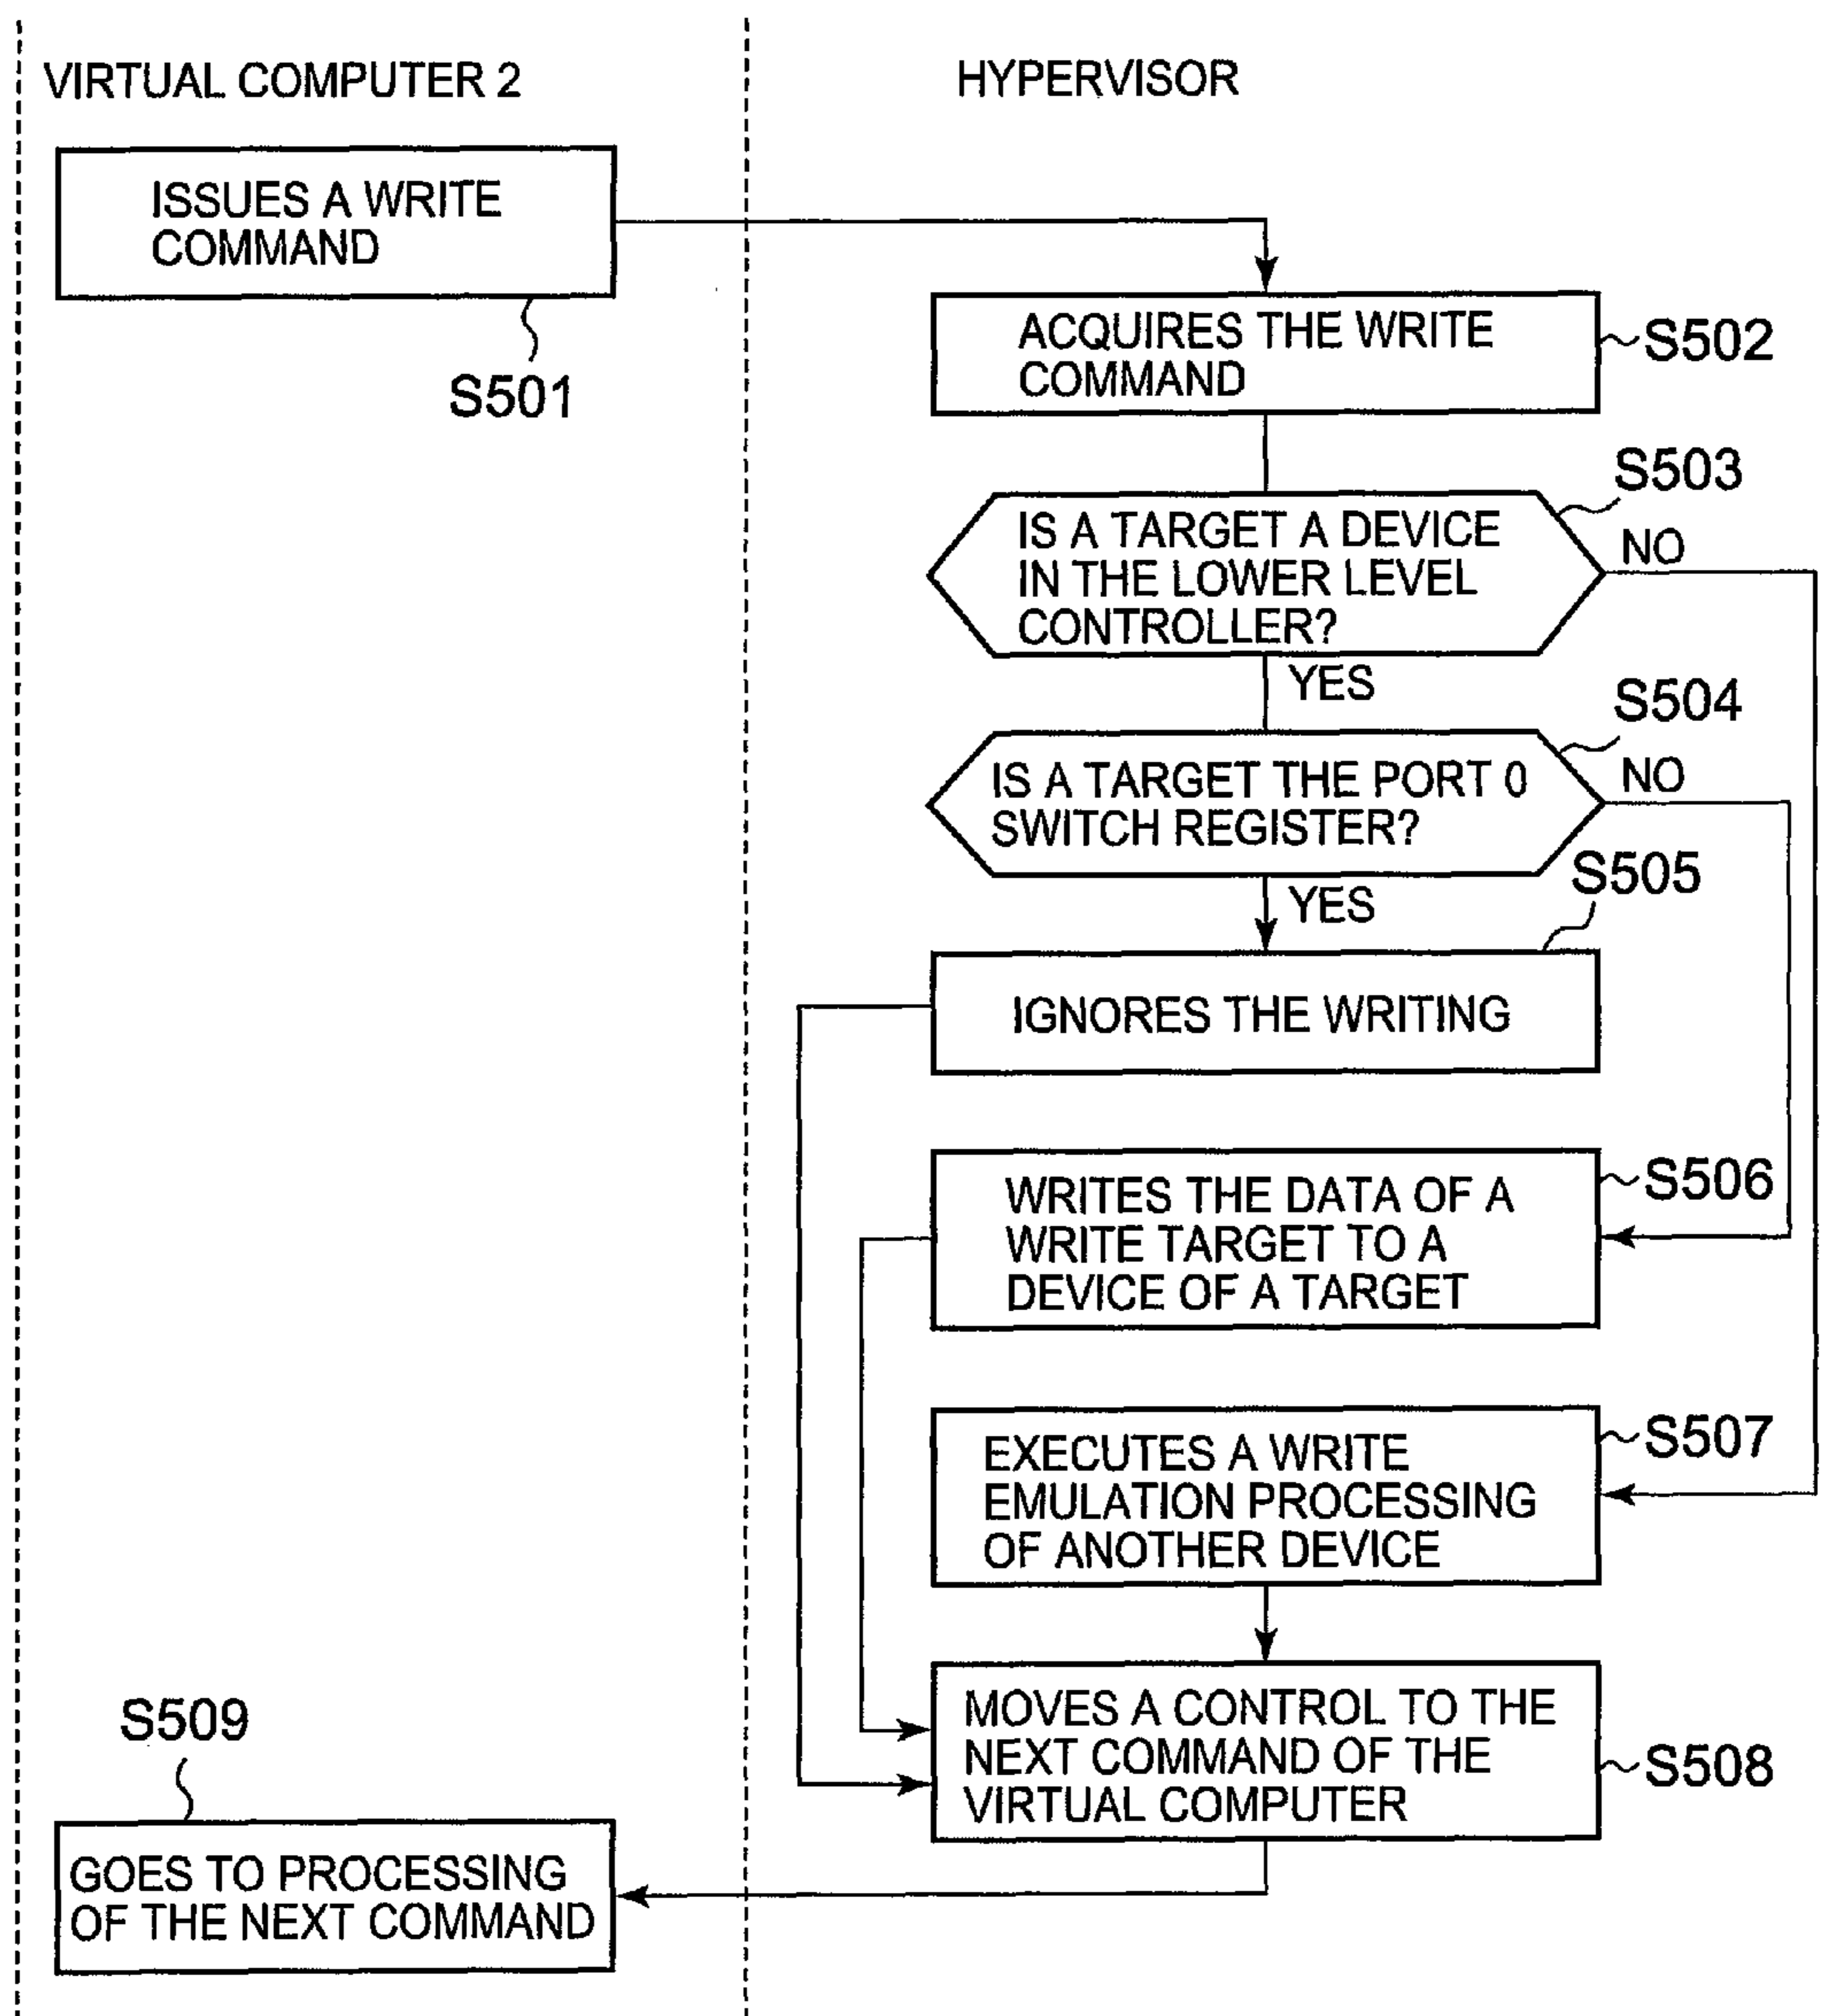 VIRTUAL COMPUTER 2
HYPERVISOR
ISSUES A WRITE
COMMAND
S501
ACQUIRES THE WRITE
COMMAND
S502
S503
IS A TARGET A DEVICE
IN THE LOWER LEVEL
CONTROLLER?
NO
YES
S504
IS A TARGET THE PORT 0
SWITCH REGISTER?
NO
YES
S505
IGNORES THE WRITING
WRITES THE DATA OF A
WRITE TARGET TO A
DEVICE OF A TARGET
S506
EXECUTES A WRITE
EMULATION PROCESSING
OF ANOTHER DEVICE
S507
MOVES A CONTROL TO THE
NEXT COMMAND OF THE
VIRTUAL COMPUTER
S508
S509
GOES TO PROCESSING
OF THE NEXT COMMAND